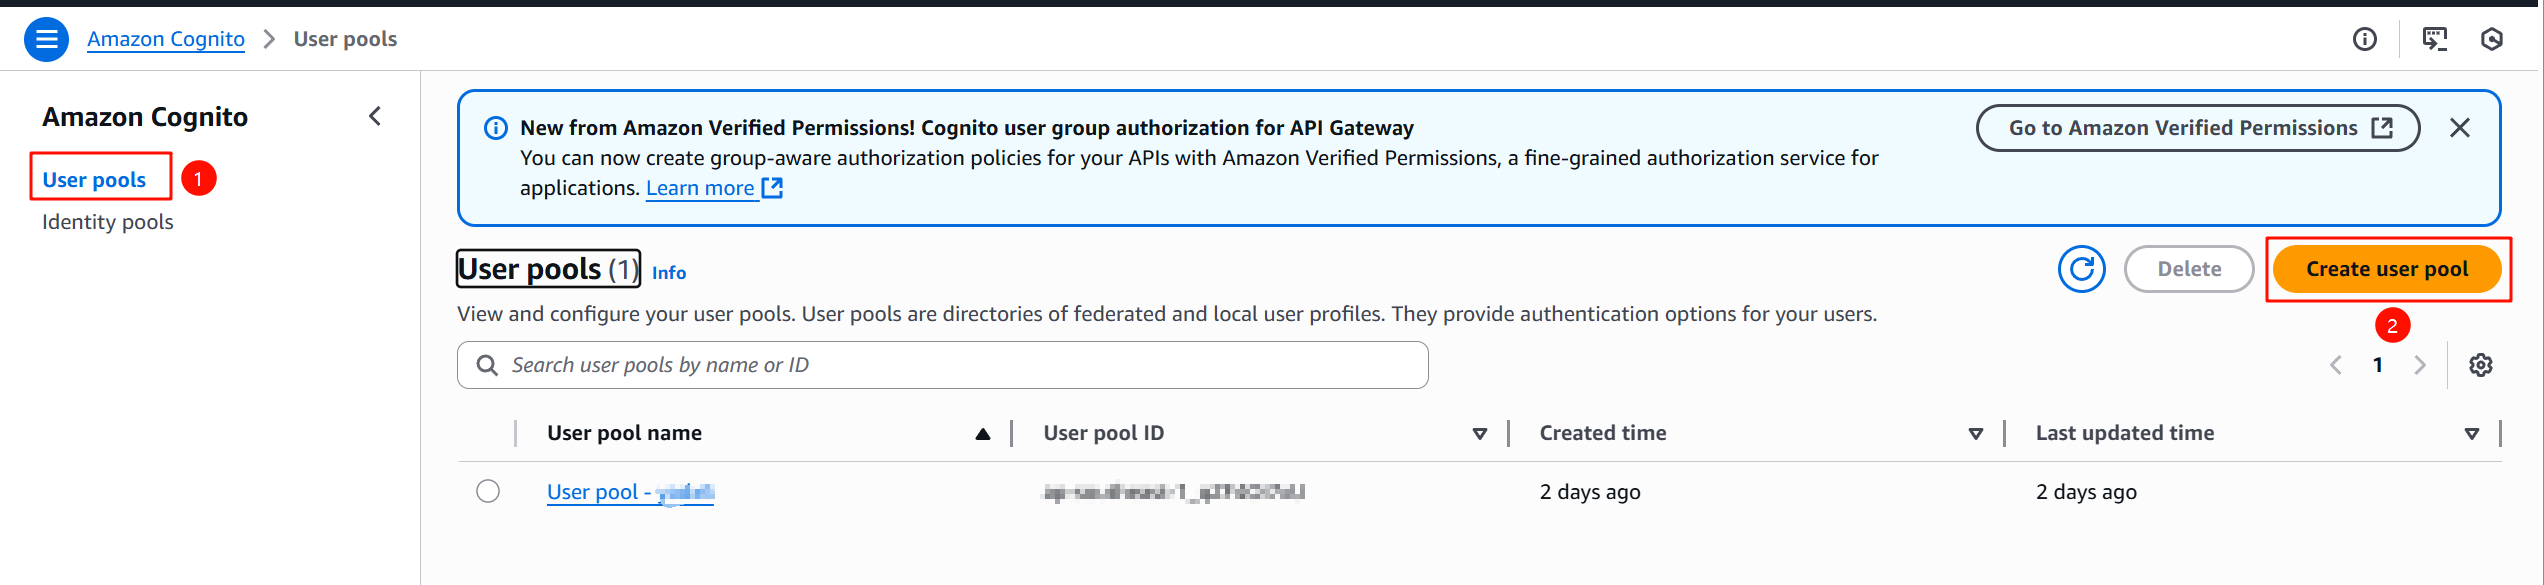 Amazon Cognito > User pools
Amazon Cognito
User pools 1
Identity pools
New from Amazon Verified Permissions! Cognito user group authorization for API Gateway
You can now create group-aware authorization policies for your APIs with Amazon Verified Permissions, a fine-grained authorization service for
applications. Learn more
Go to Amazon Verified Permissions
User pools (1) Info
Delete
Create user pool
2
View and configure your user pools. User pools are directories of federated and local user profiles. They provide authentication options for your users.
Search user pools by name or ID
1
User pool name
User pool ID
Created time
Last updated time
User pool -
2 days ago
2 days ago